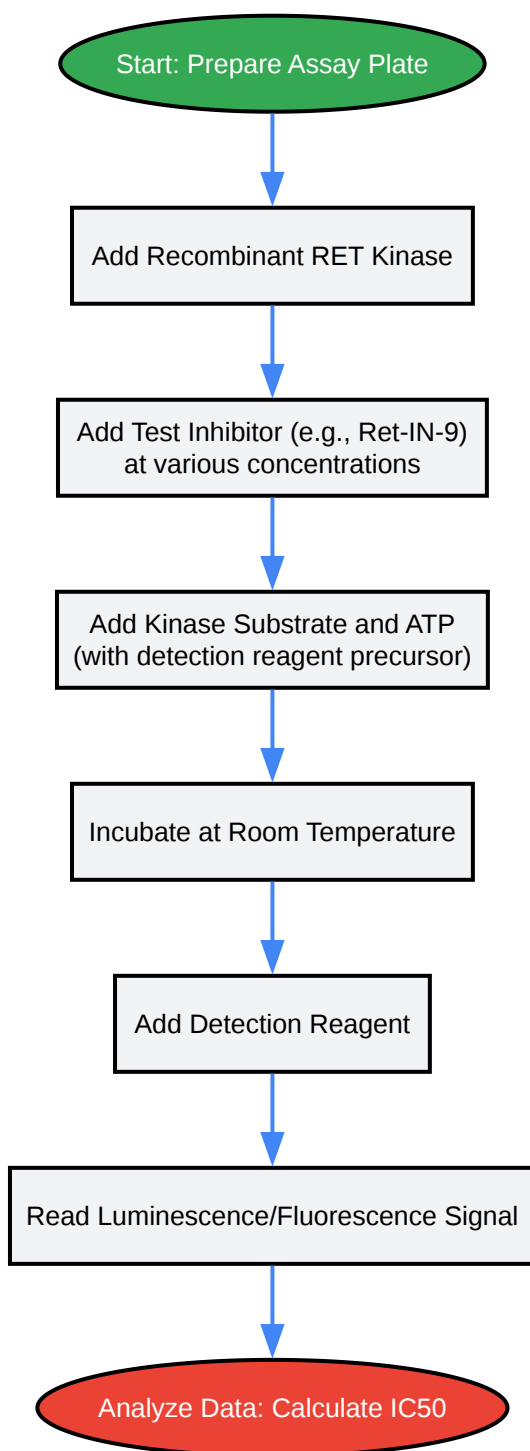 Start: Prepare Assay Plate
Add Recombinant RET Kinase
Add Test Inhibitor (e.g., Ret-IN-9)
at various concentrations
Add Kinase Substrate and ATP
(with detection reagent precursor)
Incubate at Room Temperature
Add Detection Reagent
Read Luminescence/Fluorescence Signal
Analyze Data: Calculate IC50